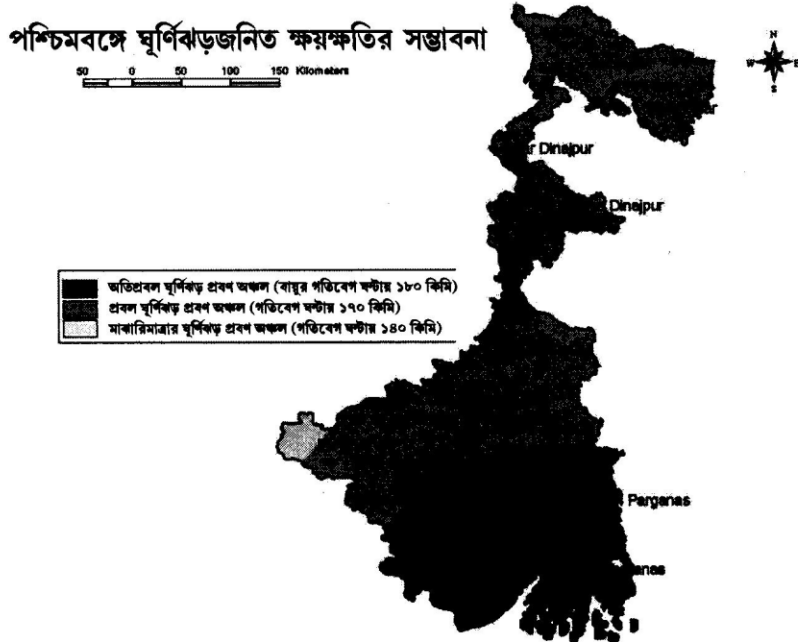 পশ্চিমবঙ্গে ঘূর্ণিঝড়জনিত ক্ষয়ক্ষতির সম্ভাবনা
50 0 50 100 150 Kilometers
N
W E
S
r Dinajpur
Dinajpur
অতিপ্রবল ঘূর্ণিঝড় প্রবণ অঞ্চল (বায়ুর গতিবেগ ঘন্টায় ১৮০ কিমি)
প্রবল ঘূর্ণিঝড় প্রবণ অঞ্চল (গতিবেগ ঘন্টায় ১৭০ কিমি)
মাঝারিমাত্রার ঘূর্ণিঝড় প্রবণ অঞ্চল (গতিবেগ ঘন্টায় ১৪০ কিমি)
Parganas